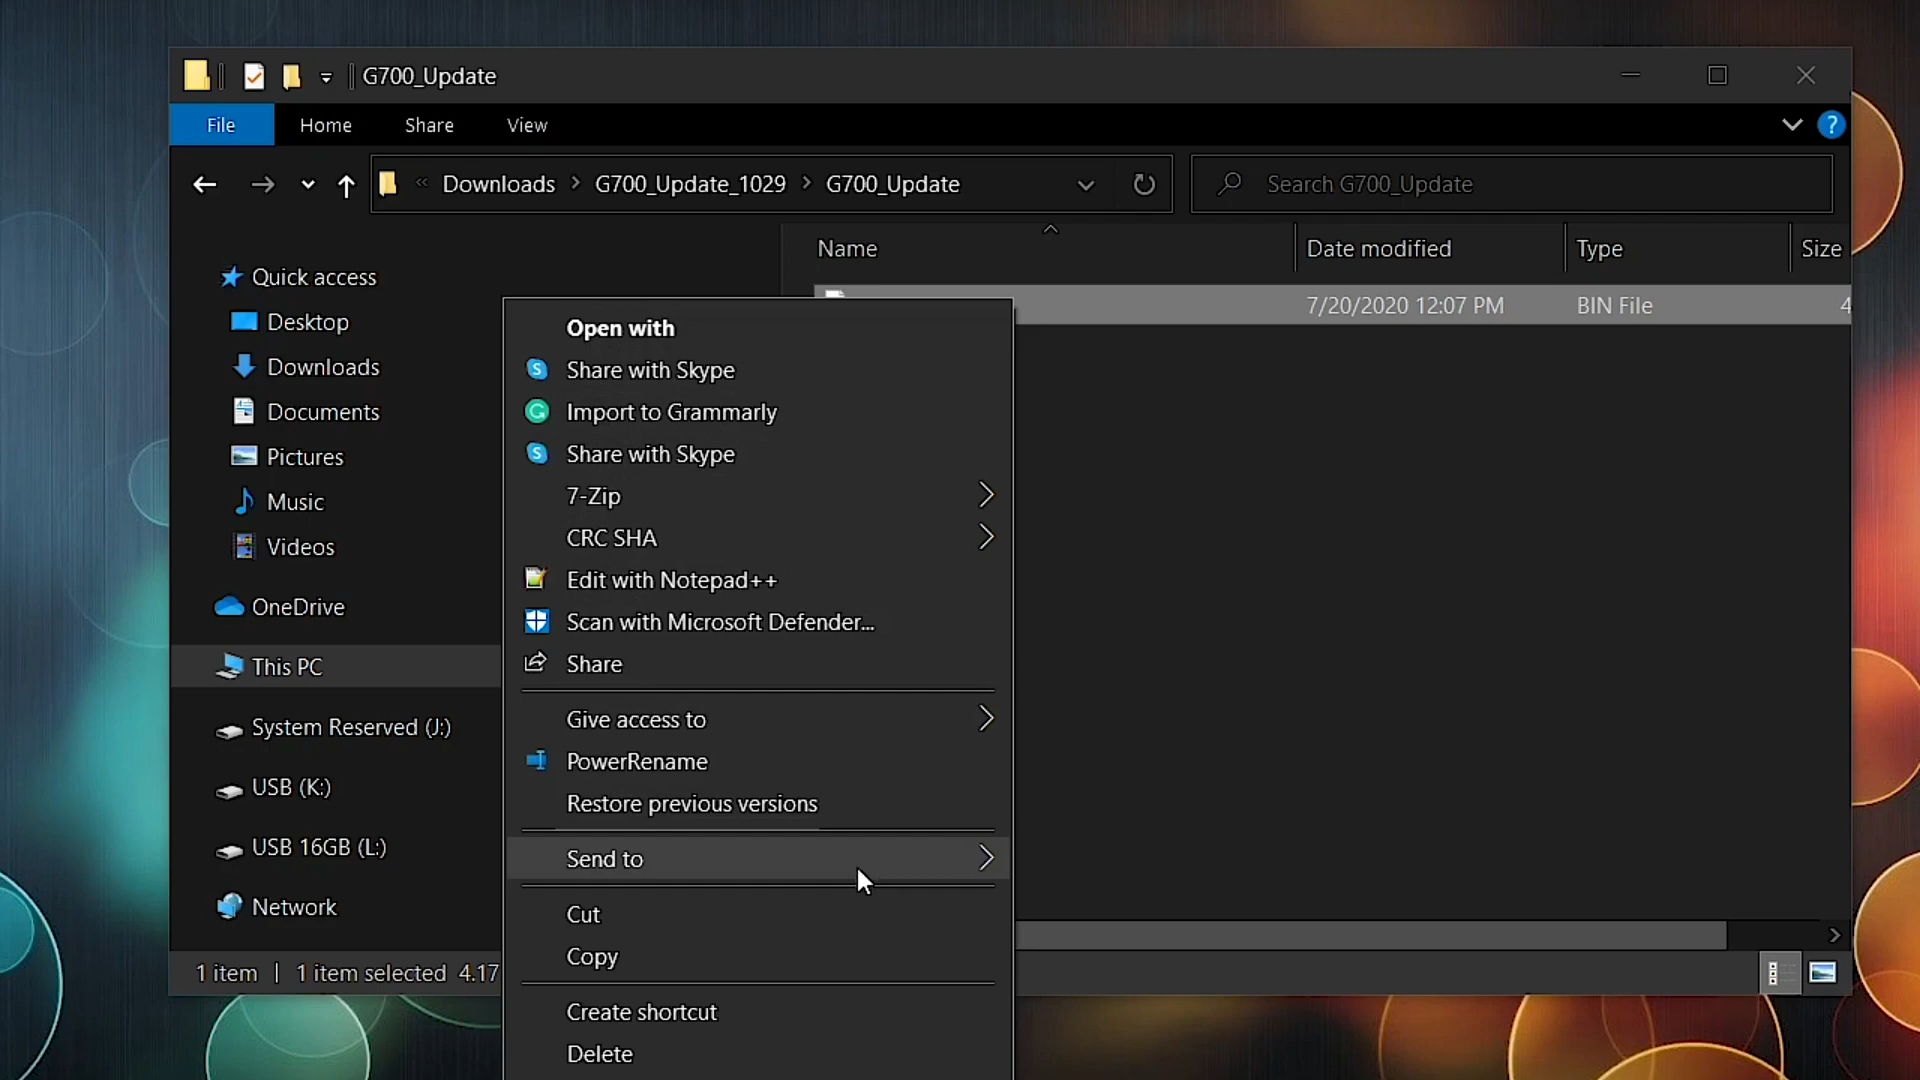 G700_Update
File Home Share View
« Downloads > G700_Update_1029 > G700_Update
Search G700_Update
Name Date modified Type Size
7/20/2020 12:07 PM BIN File 4
Quick access
Desktop
Downloads
Documents
Pictures
Music
Videos
OneDrive
This PC
System Reserved (J:)
USB (K:)
USB 16GB (L:)
Network
Open with
Share with Skype
Import to Grammarly
Share with Skype
7-Zip
CRC SHA
Edit with Notepad++
Scan with Microsoft Defender...
Share
Give access to
PowerRename
Restore previous versions
Send to
Cut
Copy
Create shortcut
Delete
1 item | 1 item selected 4.17